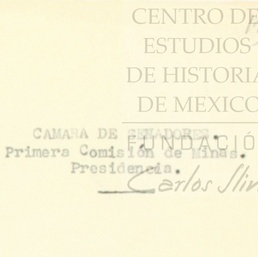 CENTRO DE
ESTUDIOS
DE HISTORIA
DE MEXICO
CAMARA DE SENADORES.
FUNDACIÓ
Primera Comisión de Minas.
Presidencia.
Carlos Slim